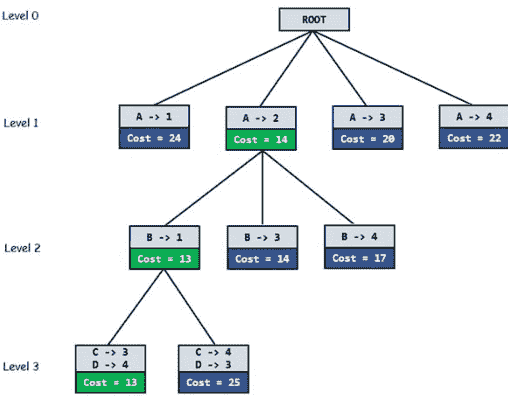 Level 0
ROOT
Level 1
A -> 1
Cost = 24
A -> 2
Cost = 14
A -> 3
Cost = 20
A -> 4
Cost = 22
Level 2
B -> 1
Cost = 13
B -> 3
Cost = 14
B -> 4
Cost = 17
Level 3
C -> 3
D -> 4
Cost = 13
C -> 4
D -> 3
Cost = 25